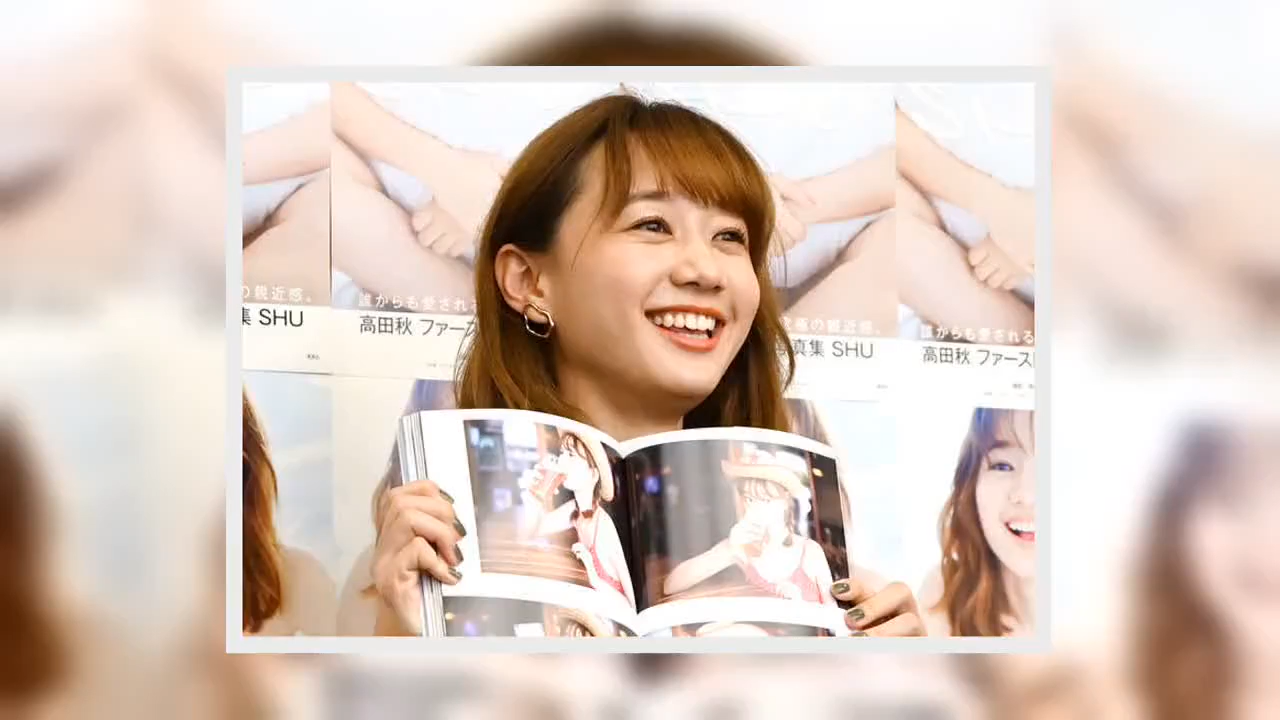 の親近感。
集 SHU
誰からも愛され
高田秋 ファース
極の親近感。
写真集 SHU
誰からも愛される
高田秋 ファース